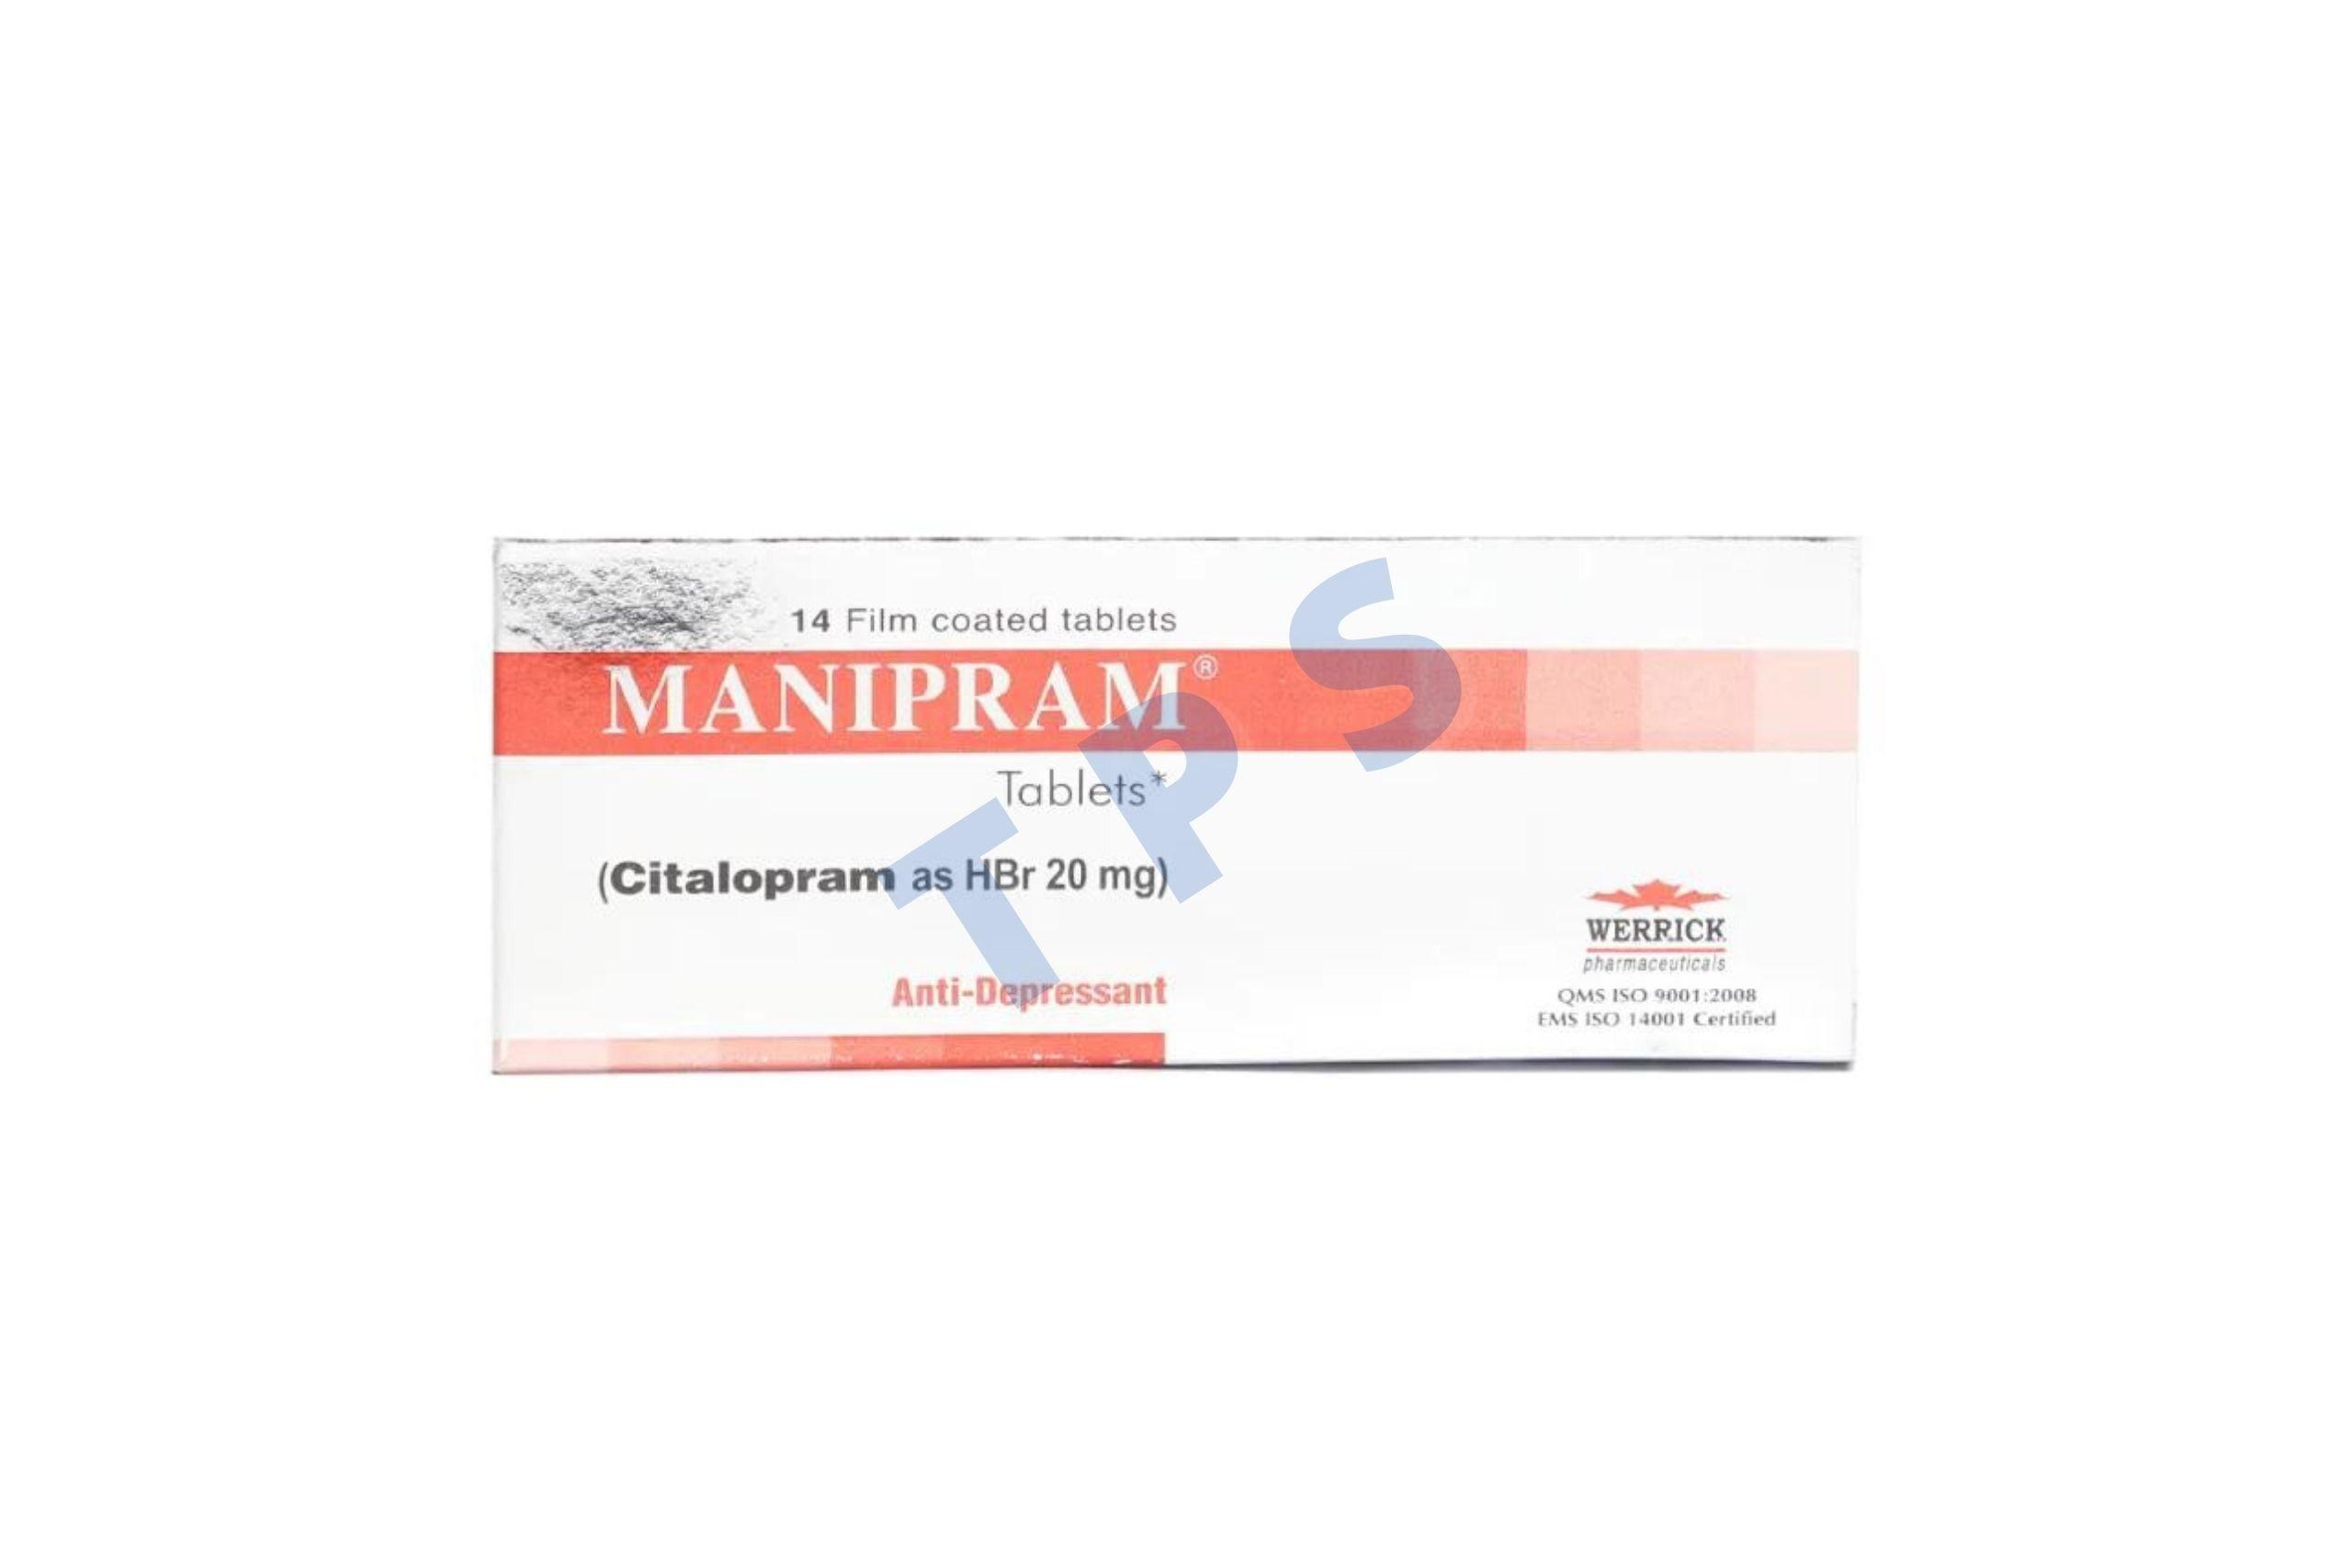 14 Film coated tablets
MANIPRAM®
Tablets*
(Citalopram as HBr 20 mg)
Anti-Depressant
WERRICK
pharmaceuticals
QMS ISO 9001:2008
EMS ISO 14001 Certified
TPS